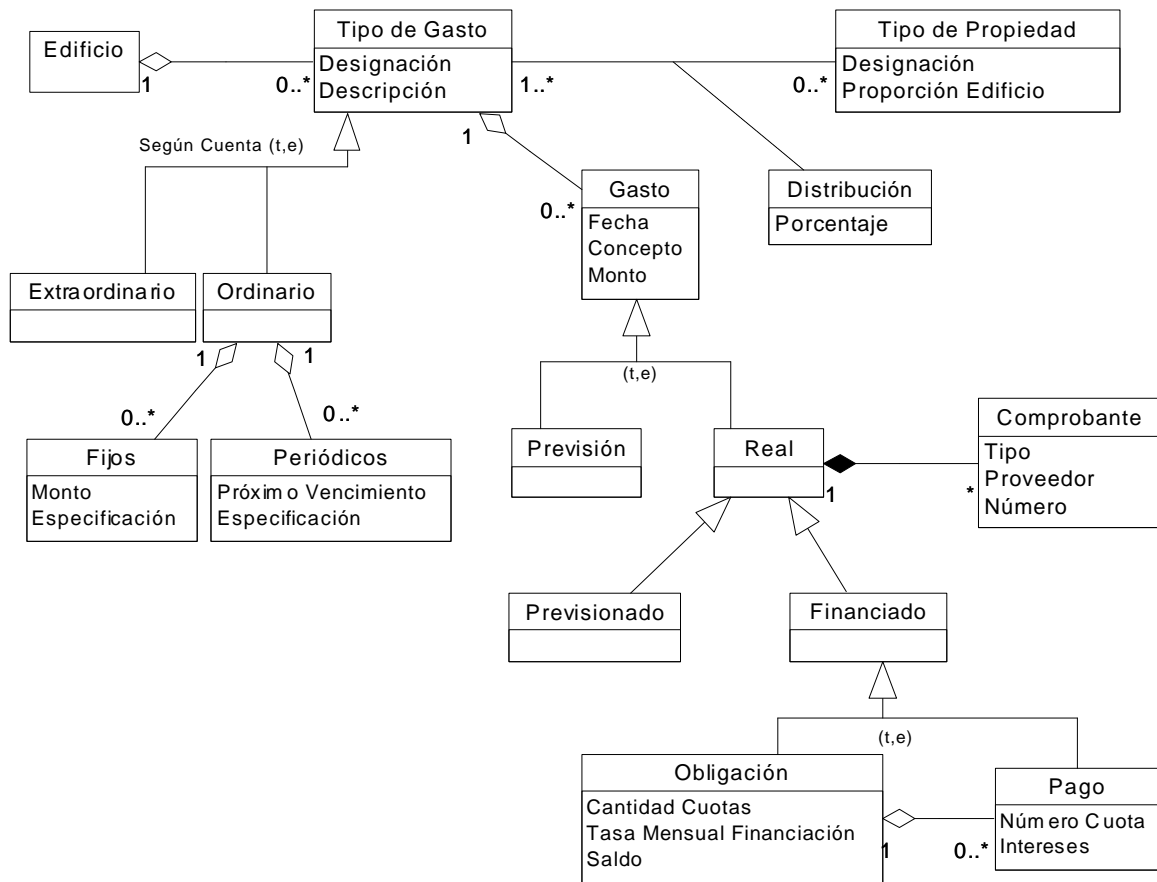 Edificio
1
0..*
Tipo de Gasto
Designación
Descripción
1..*
0..*
Tipo de Propiedad
Designación
Proporción Edificio
Según Cuenta (t,e)
1
0..*
Gasto
Fecha
Concepto
Monto
Distribución
Porcentaje
Extraordinario
Ordinario
1
1
0..*
0..*
Fijos
Monto
Especificación
Periódicos
Próximo Vencimiento
Especificación
(t,e)
Previsión
Real
1
*
Comprobante
Tipo
Proveedor
Número
Previsionado
Financiado
(t,e)
Obligación
Cantidad Cuotas
Tasa Mensual Financiación
Saldo
1
0..*
Pago
Número Cuota
Intereses